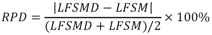 RPD = |LFSMD − LFSM| / (LFSMD + LFSM)/2 × 100%